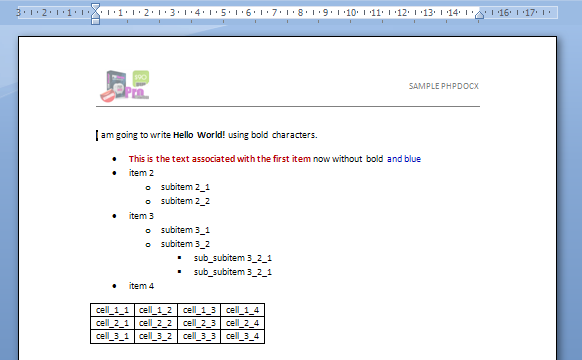 3 · 2 · 1 · 1 · 2 · 3 · 4 · 5 · 6 · 7 · 8 · 9 · 10 · 11 · 12 · 13 · 14 · 16 · 17
Pro
SAMPLE PHPDOCX
I am going to write Hello World! using bold characters.
• This is the text associated with the first item now without bold and blue
• item 2
o subitem 2_1
o subitem 2_2
• item 3
o subitem 3_1
o subitem 3_2
▪ sub_subitem 3_2_1
▪ sub_subitem 3_2_1
• item 4
cell_1_1 cell_1_2 cell_1_3 cell_1_4
cell_2_1 cell_2_2 cell_2_3 cell_2_4
cell_3_1 cell_3_2 cell_3_3 cell_3_4